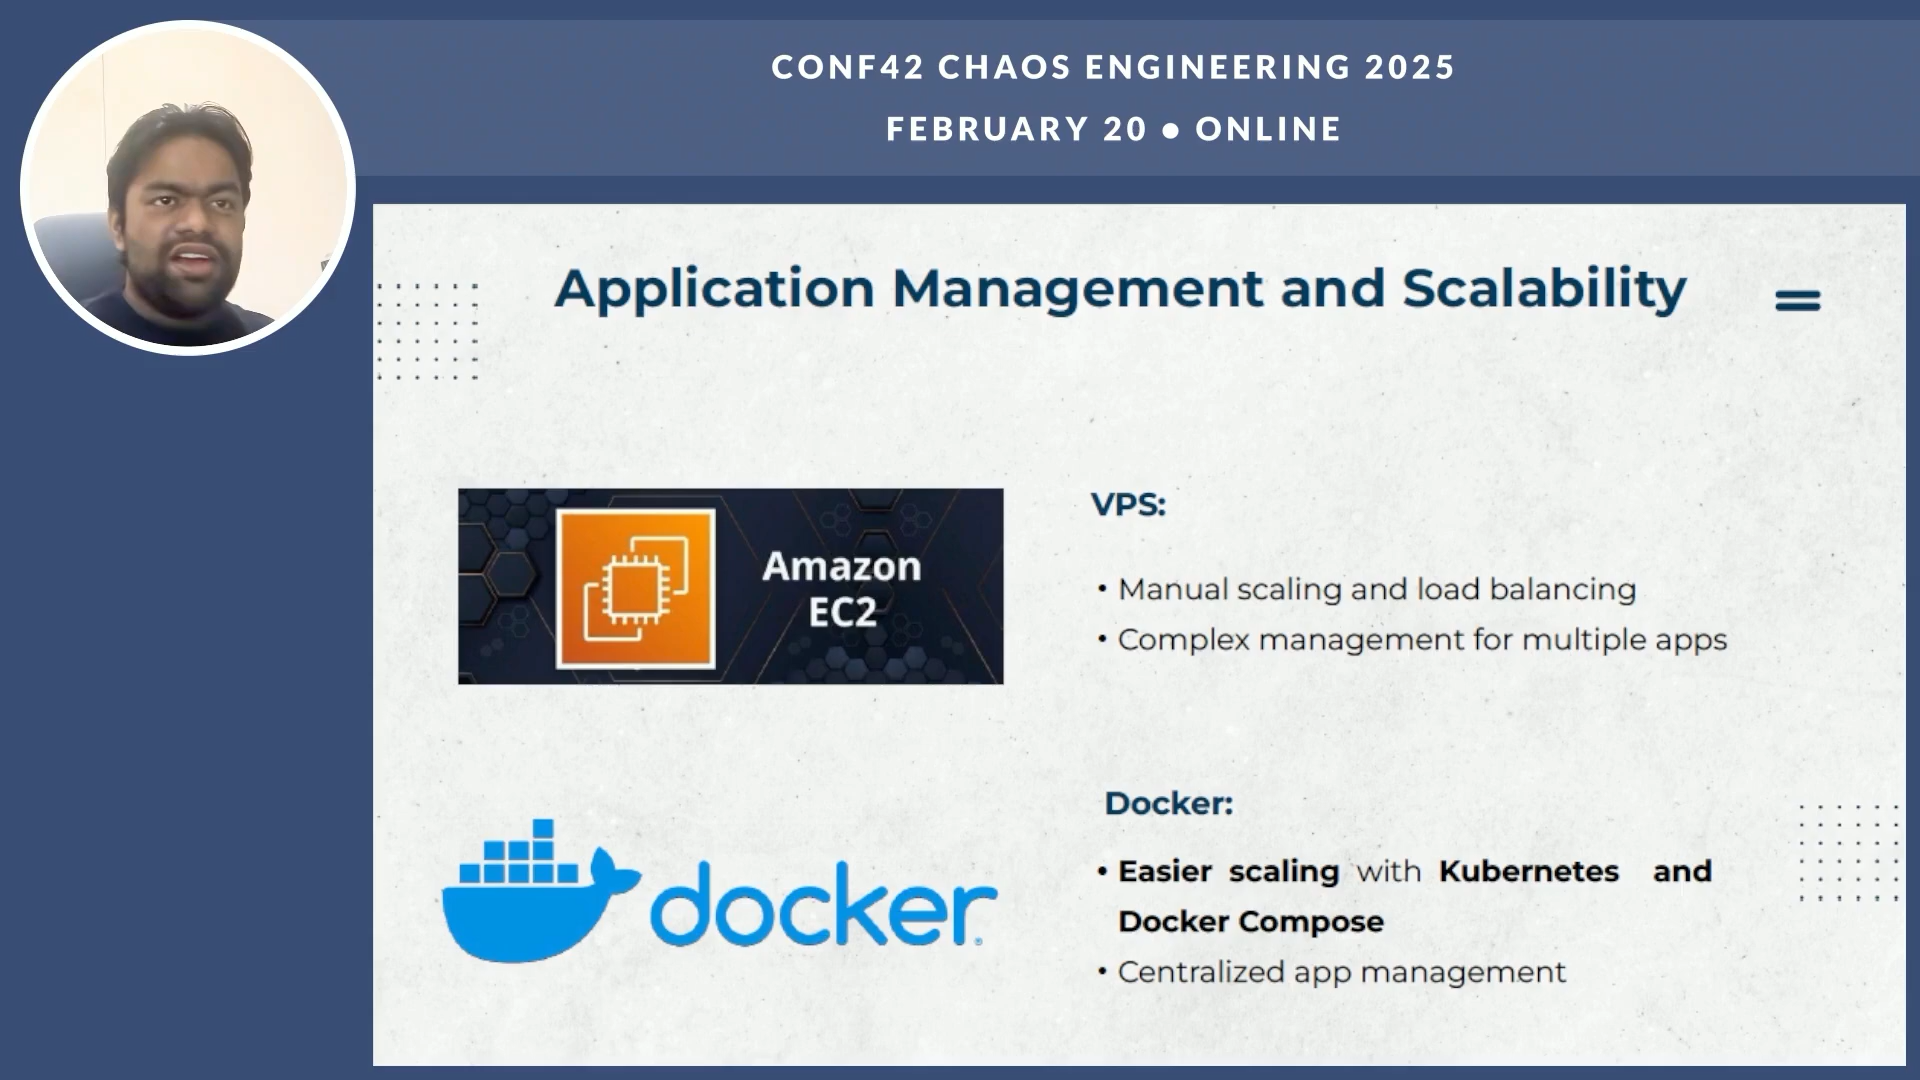 CONF42 CHAOS ENGINEERING 2025
FEBRUARY 20 ● ONLINE
Application Management and Scalability
Amazon
EC2
VPS:
• Manual scaling and load balancing
• Complex management for multiple apps
docker
Docker:
• Easier scaling with Kubernetes and
Docker Compose
• Centralized app management